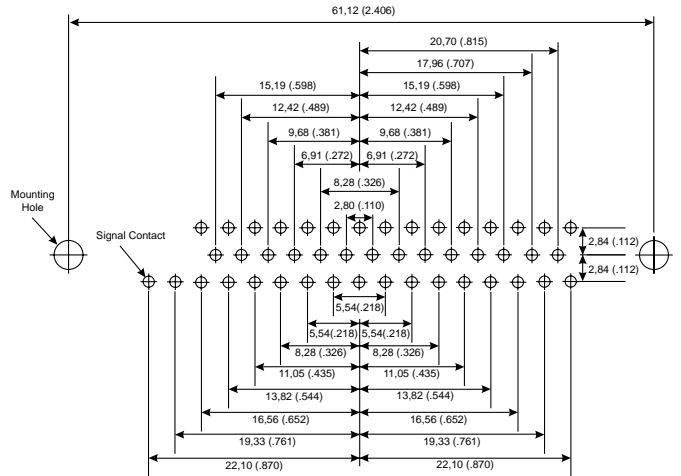 61,12 (2.406)
20,70 (.815)
17,96 (.707)
15,19 (.598) 15,19 (.598)
12,42 (.489) 12,42 (.489)
9,68 (.381) 9,68 (.381)
6,91 (.272) 6,91 (.272)
8,28 (.326)
2,80 (.110)
Mounting
Hole
Signal Contact
2,84 (.112)
2,84 (.112)
5,54(.218)
5,54(.218) 5,54(.218)
8,28 (.326) 8,28 (.326)
11,05 (.435) 11,05 (.435)
13,82 (.544) 13,82 (.544)
16,56 (.652) 16,56 (.652)
19,33 (.761) 19,33 (.761)
22,10 (.870) 22,10 (.870)